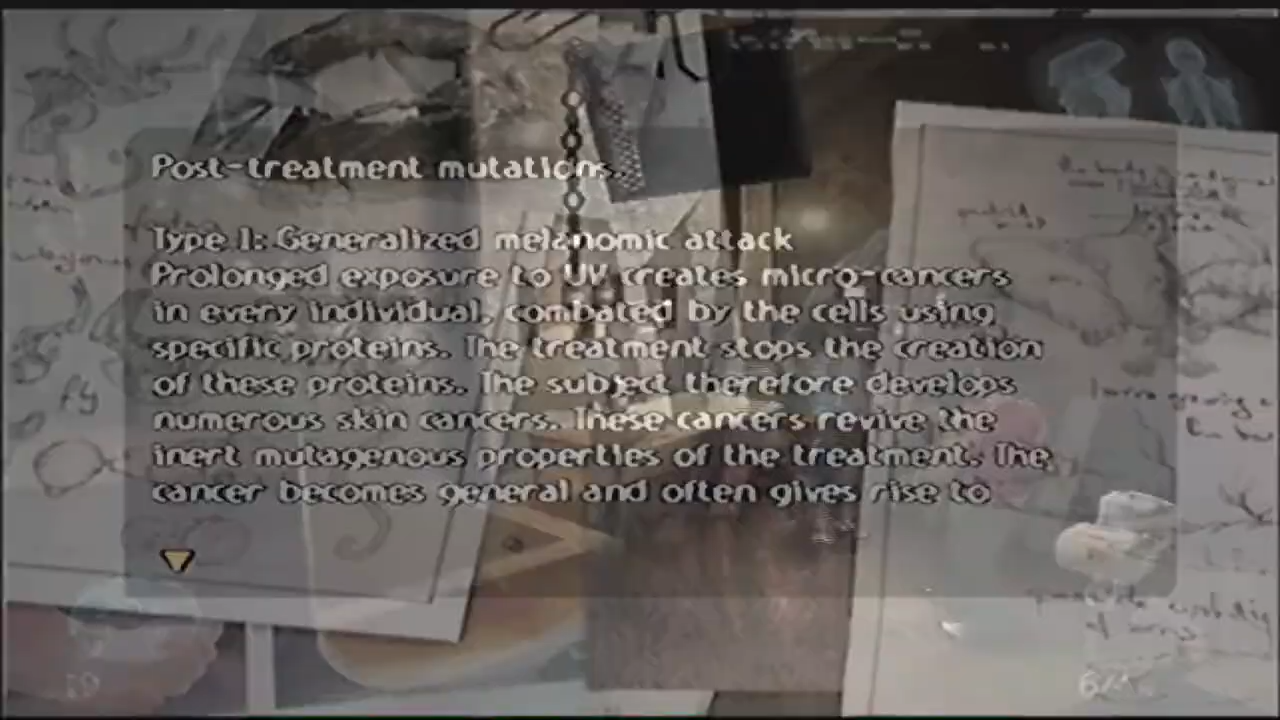 Post-treatment mutations.
Type 1: Generalized melanomic attack
Prolonged exposure to UV creates micro-cancers
in every individual, combated by the cells using
specific proteins. The treatment stops the creation
of these proteins. The subject therefore develops
numerous skin cancers. These cancers revive the
inert mutagenous properties of the treatment. The
cancer becomes general and often gives rise to